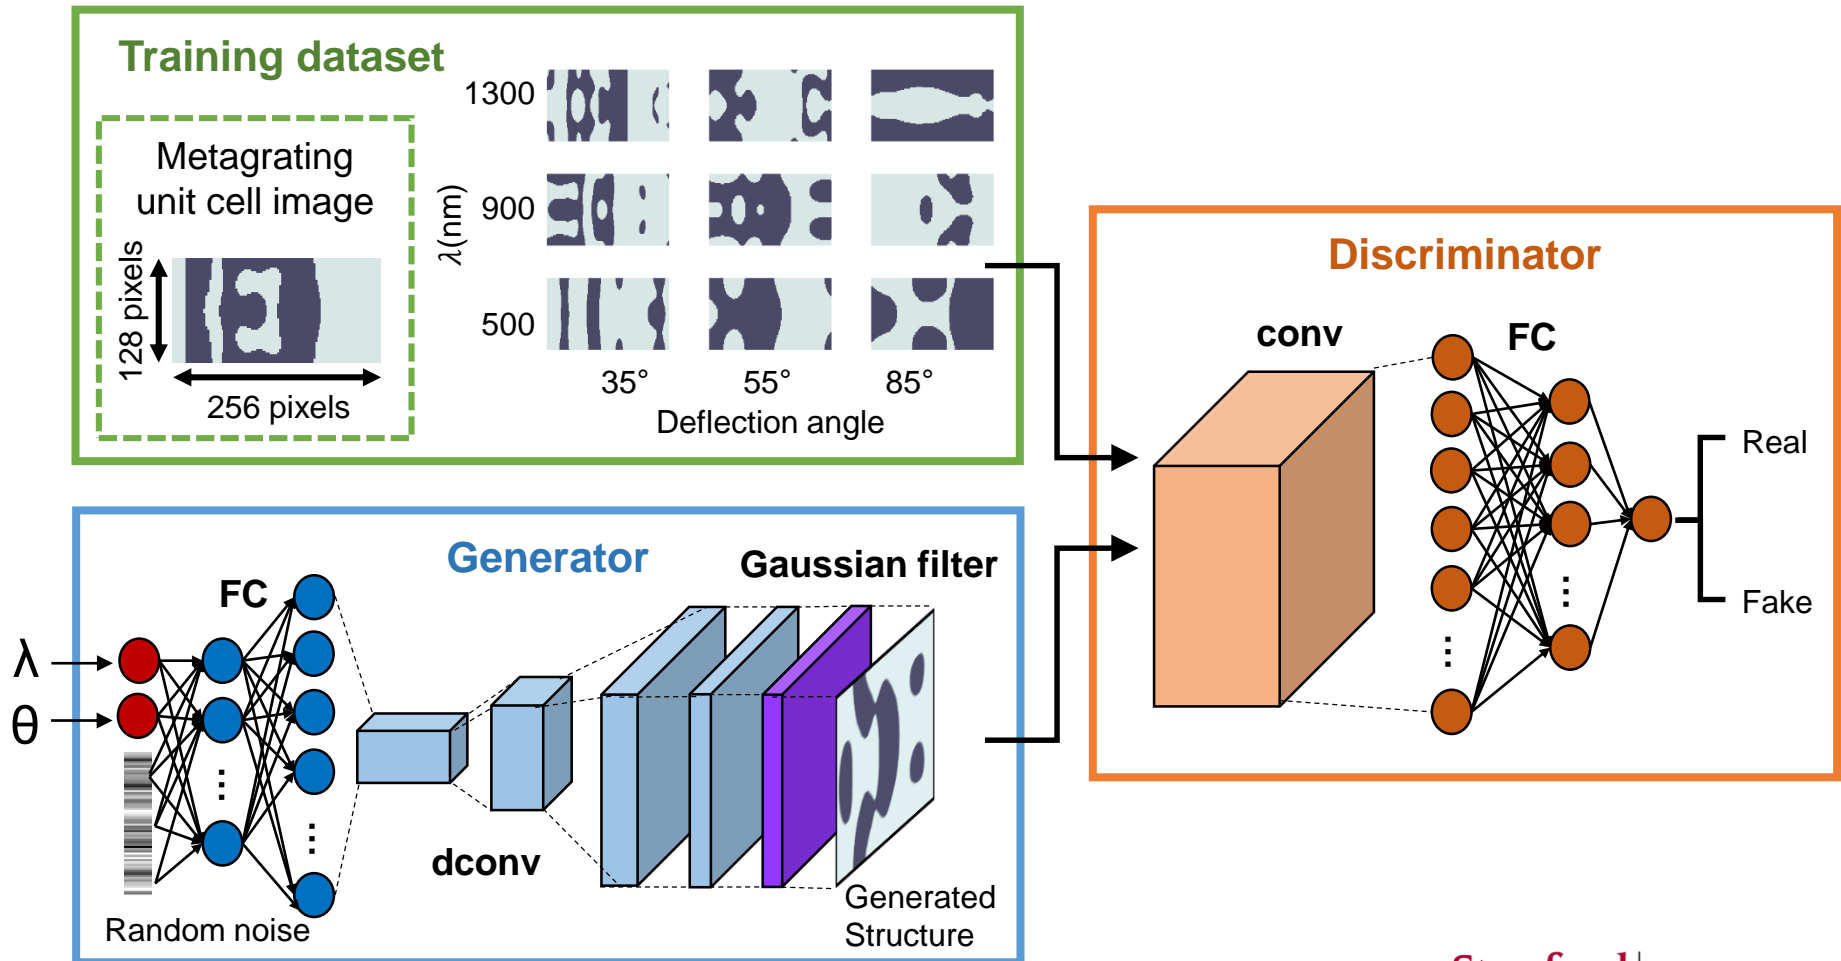 Training dataset
Metagrating
unit cell image
128 pixels
256 pixels
λ(nm)
1300
900
500
35°
55°
85°
Deflection angle
Generator
Gaussian filter
FC
λ
θ
...
...
dconv
Random noise
Generated
Structure
Discriminator
conv
FC
...
...
Real
Fake